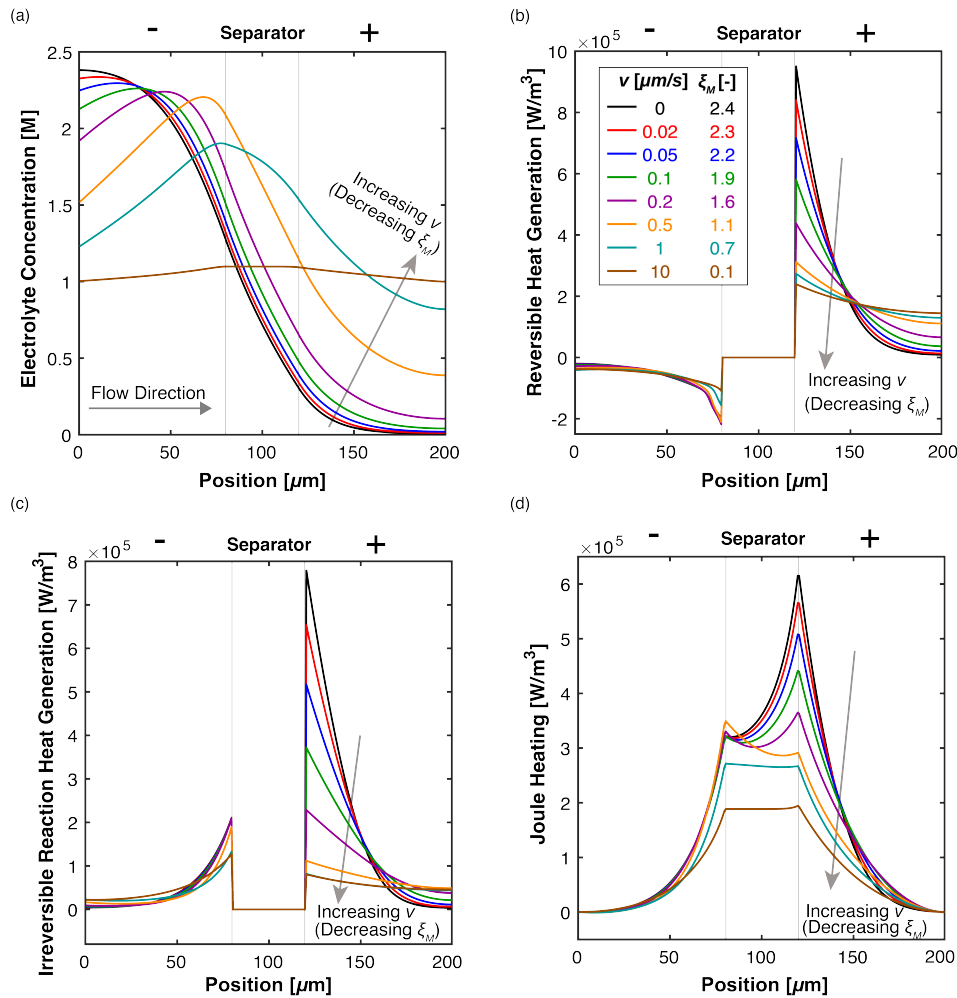 (a)
- Separator +
Electrolyte Concentration [M]
2.5
2
1.5
1
0.5
0
Increasing v
(Decreasing ξM)
Flow Direction
0 50 100 150 200
Position [μm]
(b)
- Separator +
×10^5
Reversible Heat Generation [W/m³]
10
8
6
4
2
0
-2
v [μm/s] ξM [-]
0 2.4
0.02 2.3
0.05 2.2
0.1 1.9
0.2 1.6
0.5 1.1
1 0.7
10 0.1
Increasing v
(Decreasing ξM)
0 50 100 150 200
Position [μm]
(c)
- Separator +
×10^5
Irreversible Reaction Heat Generation [W/m³]
8
7
6
5
4
3
2
1
0
Increasing v
(Decreasing ξM)
0 50 100 150 200
Position [μm]
(d)
- Separator +
×10^5
Joule Heating [W/m³]
6
5
4
3
2
1
0
Increasing v
(Decreasing ξM)
0 50 100 150 200
Position [μm]